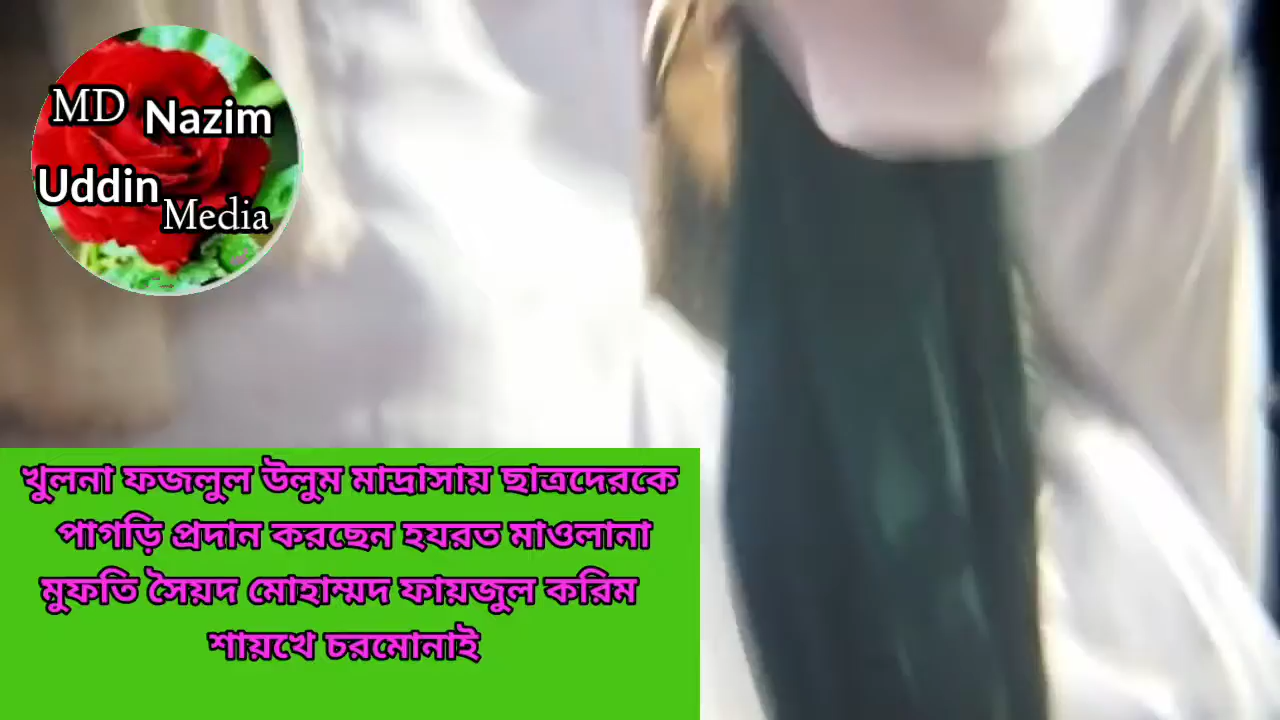 MD Nazim
Uddin
Media
খুলনা ফজলুল উলুম মাদ্রাসায় ছাত্রদেরকে
পাগড়ি প্রদান করছেন হযরত মাওলানা
মুফতি সৈয়দ মোহাম্মদ ফায়জুল করিম
শায়খে চরমোনাই